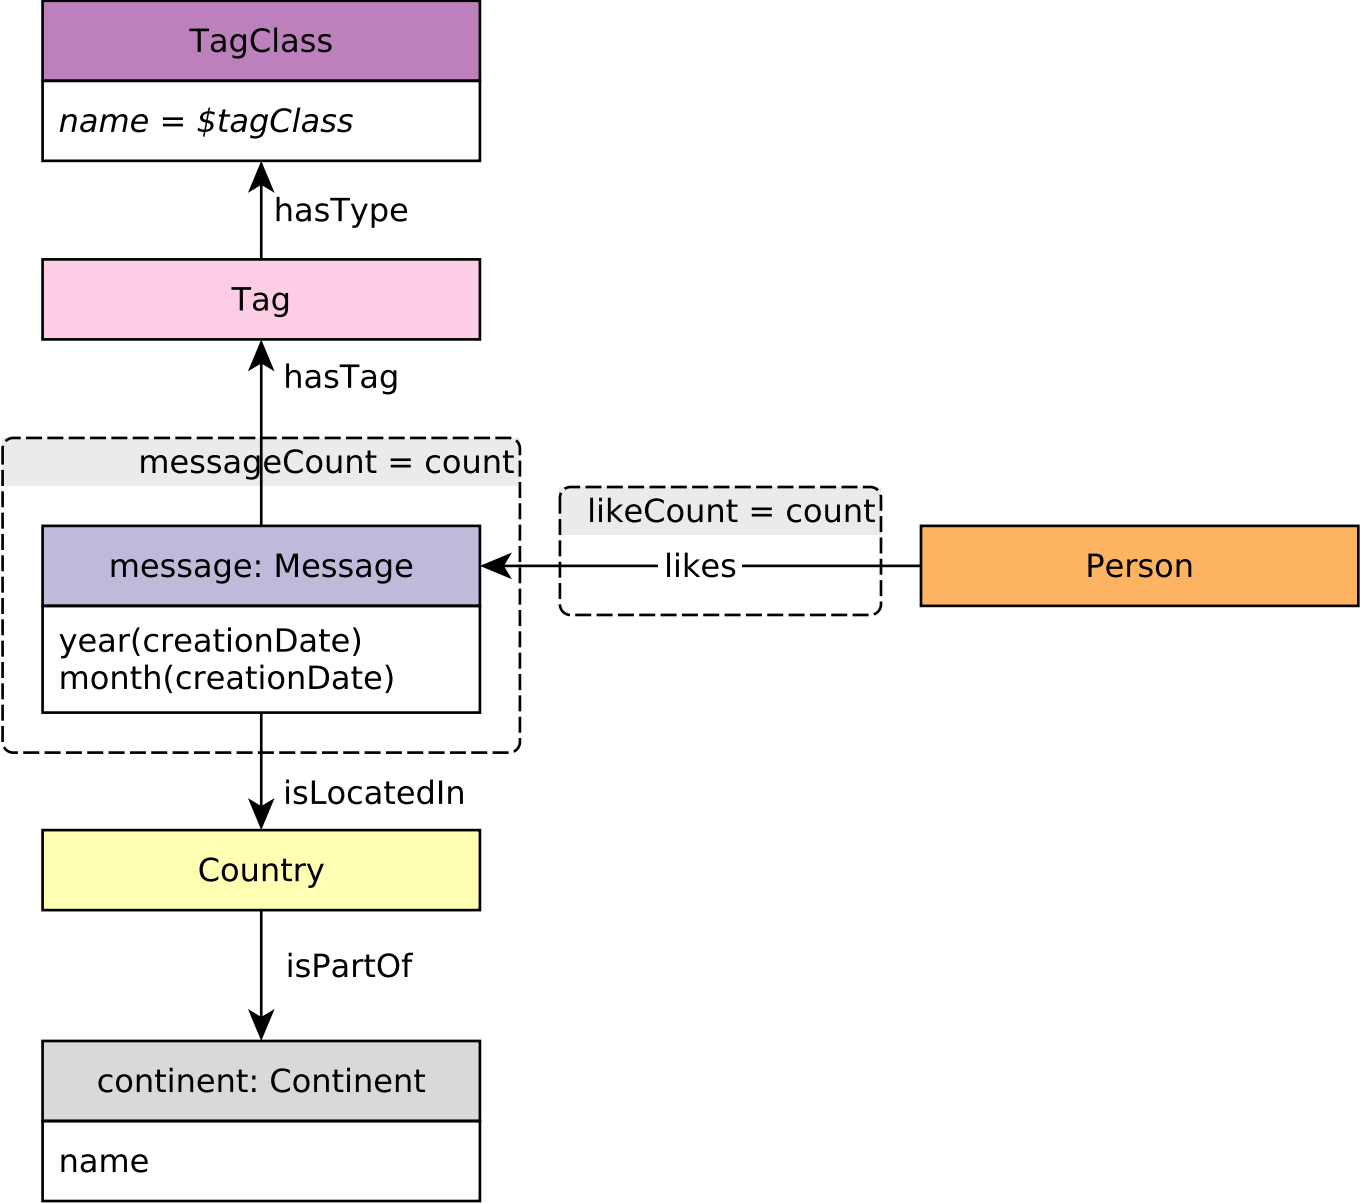 TagClass
name = $tagClass
hasType
Tag
hasTag
messageCount = count
likeCount = count
message: Message
likes
Person
year(creationDate)
month(creationDate)
isLocatedIn
Country
isPartOf
continent: Continent
name